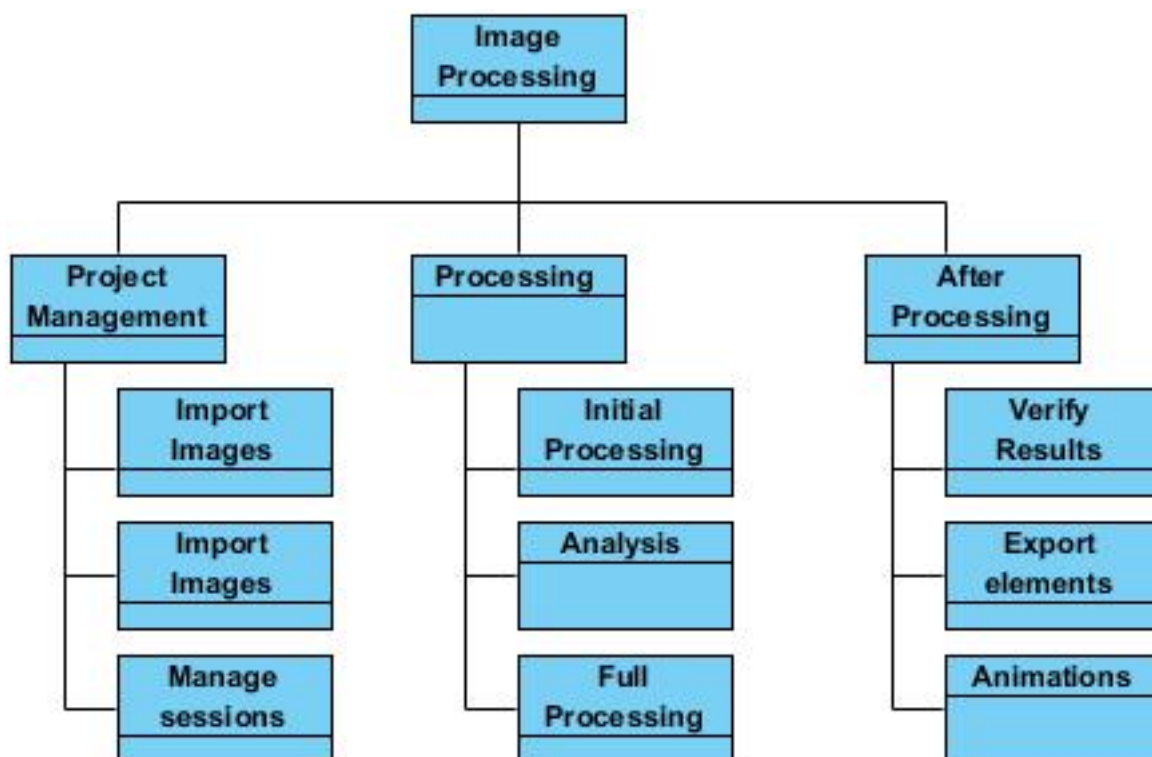 Image
Processing
Project
Management
Processing
After
Processing
Import
Images
Import
Images
Manage
sessions
Initial
Processing
Analysis
Full
Processing
Verify
Results
Export
elements
Animations